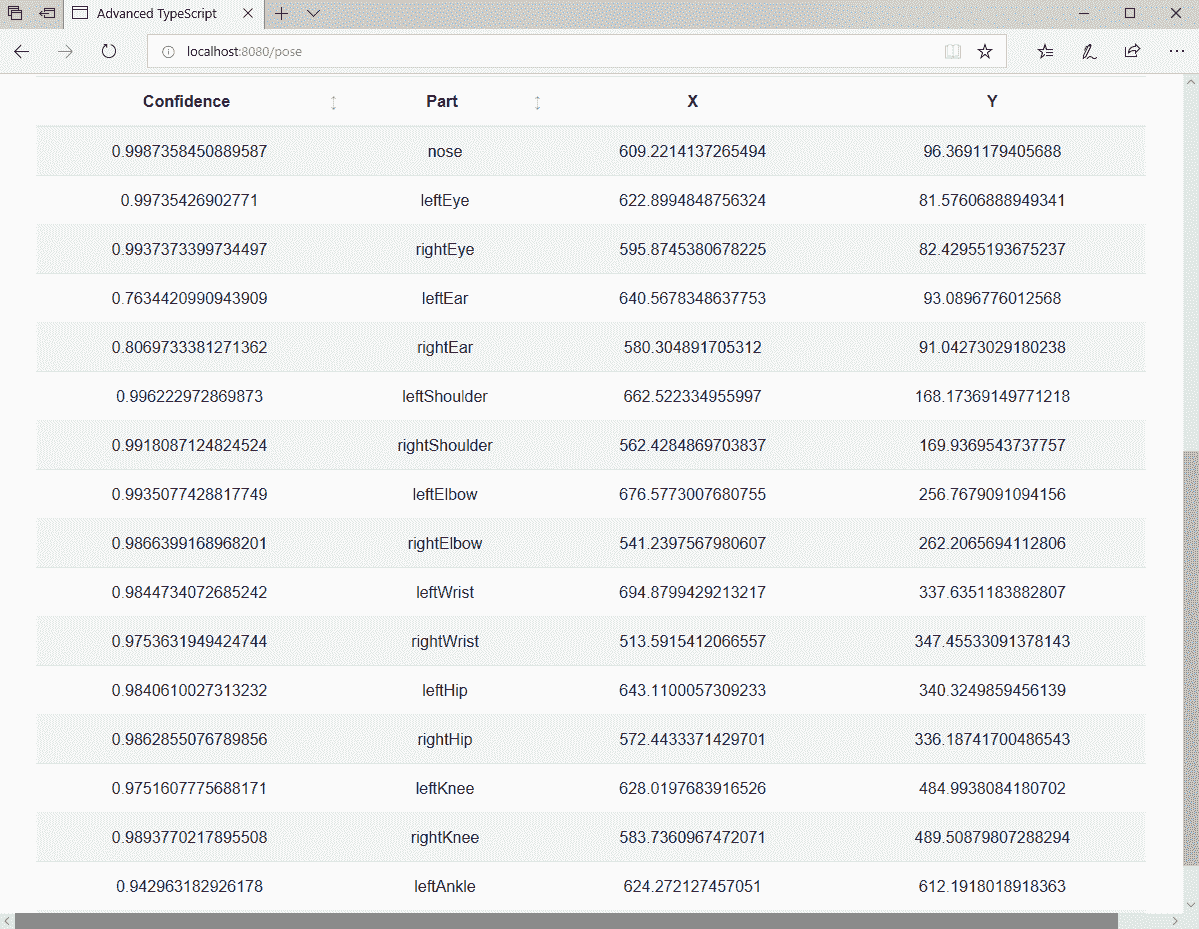 Advanced TypeScript
localhost:8080/pose
Confidence Part X Y
0.9987358450889587 nose 609.2214137265494 96.3691179405688
0.99735426902771 leftEye 622.8994848756324 81.57606888949341
0.9937373399734497 rightEye 595.8745380678225 82.42955193675237
0.7634420990943909 leftEar 640.5678348637753 93.0896776012568
0.8069733381271362 rightEar 580.304891705312 91.04273029180238
0.996222972869873 leftShoulder 662.522334955997 168.17369149771218
0.9918087124824524 rightShoulder 562.4284869703837 169.9369543737757
0.9935077428817749 leftElbow 676.5773007680755 256.7679091094156
0.9866399168968201 rightElbow 541.2397567980607 262.2065694112806
0.9844734072685242 leftWrist 694.8799429213217 337.6351183882807
0.9753631949424744 rightWrist 513.5915412066557 347.45533091378143
0.9840610027313232 leftHip 643.1100057309233 340.3249859456139
0.9862855076789856 rightHip 572.4433371429701 336.18741700486543
0.9751607775688171 leftKnee 628.0197683916526 484.9938084180702
0.9893770217895508 rightKnee 583.7360967472071 489.50879807288294
0.942963182926178 leftAnkle 624.272127457051 612.1918018918363